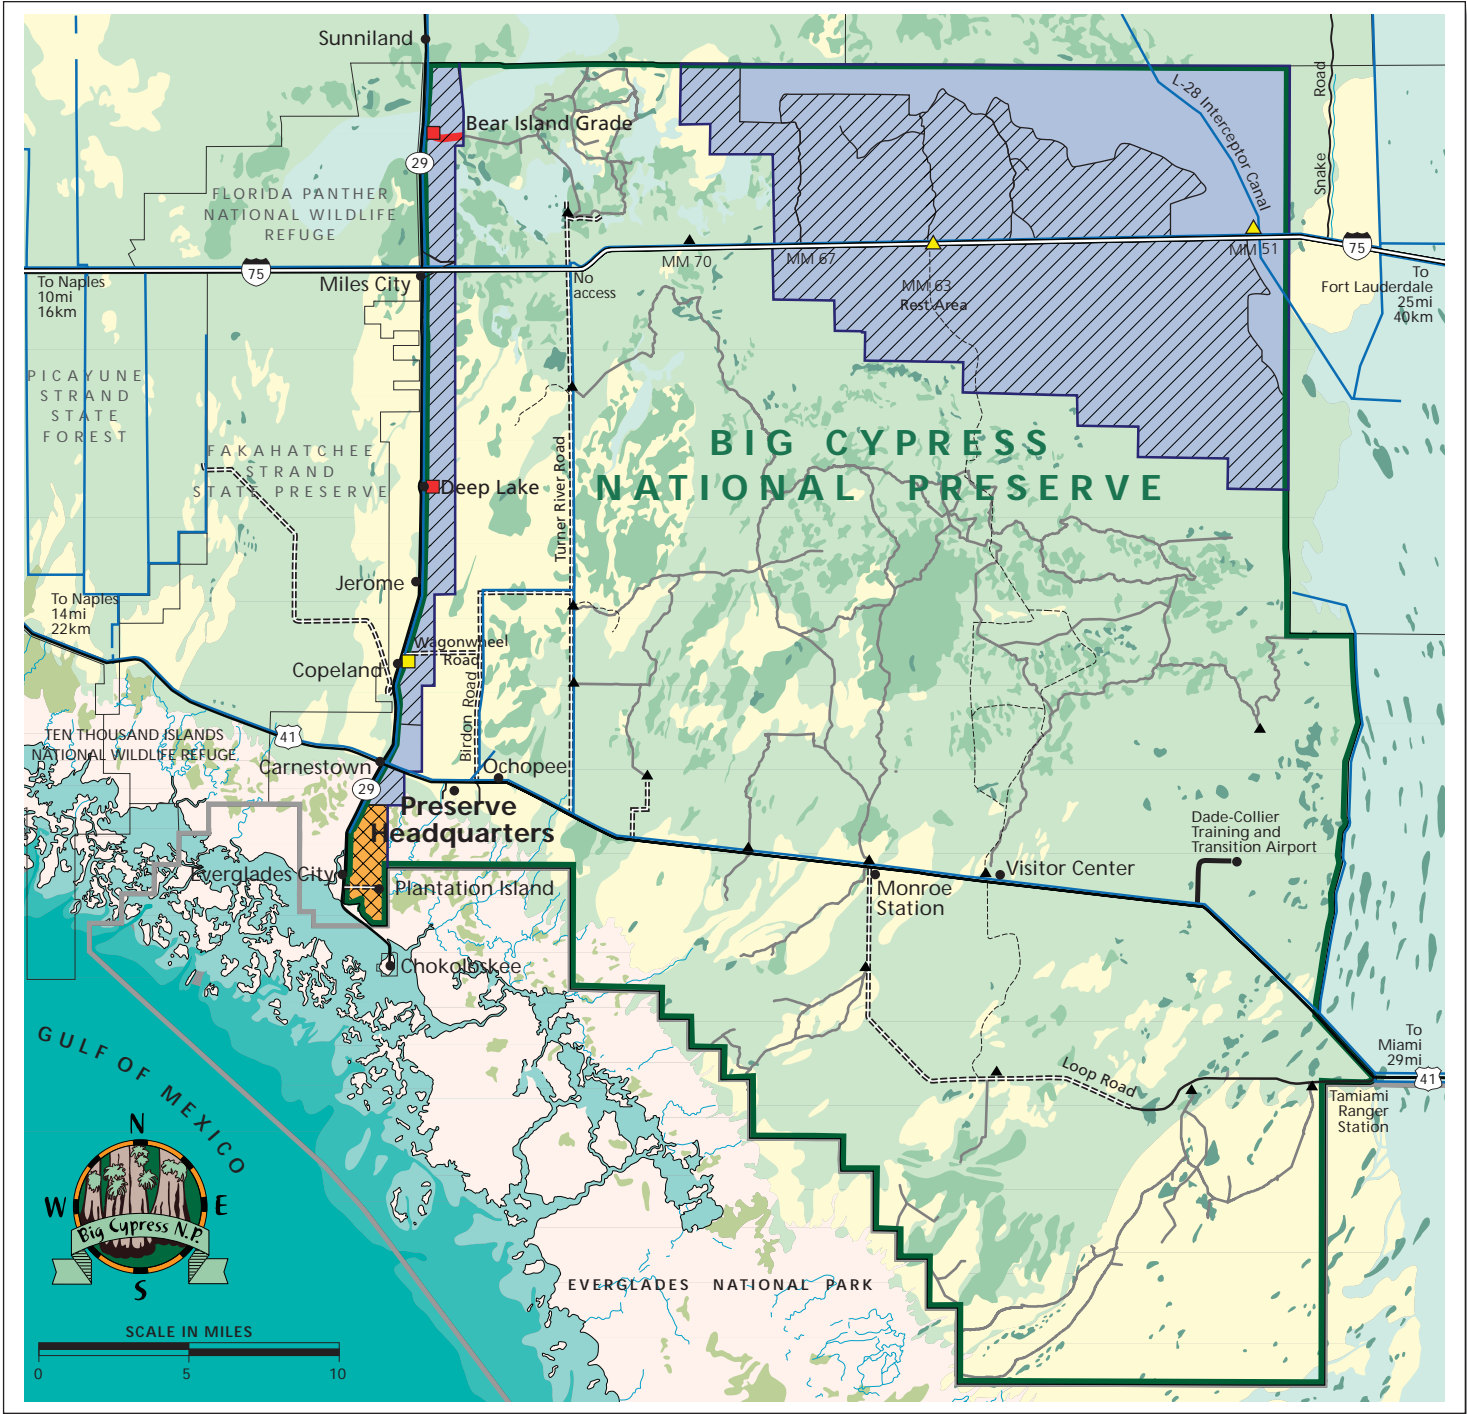 Sunniland
L-28 Interceptor Canal
Snake Road
Bear Island Grade
29
FLORIDA PANTHER
NATIONAL WILDLIFE
REFUGE
75
75
MM 70
MM 67
MM 51
To Naples
10mi
16km
Miles City
No
access
MM 63
Rest Area
To
Fort Lauderdale
25mi
40km
PICAYUNE
STRAND
STATE
FOREST
FAKAHATCHEE
STRAND
STATE PRESERVE
BIG CYPRESS
NATIONAL PRESERVE
Deep Lake
Turner River Road
Jerome
To Naples
14mi
22km
Wagonwheel
Road
Copeland
Birdon Road
41
TEN THOUSAND ISLANDS
NATIONAL WILDLIFE REFUGE
Carnestown
Ochopee
29
Preserve
Headquarters
Dade-Collier
Training and
Transition Airport
Everglades City
Plantation Island
Visitor Center
Monroe
Station
Chokoloskee
GULF OF MEXICO
To
Miami
29mi
41
Loop Road
Tamiami
Ranger
Station
N
W
E
S
Big Cypress N.P.
EVERGLADES NATIONAL PARK
SCALE IN MILES
0 5 10